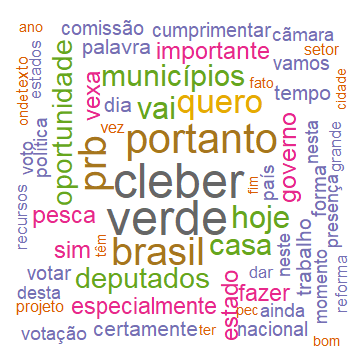 ano
comissão
cumprimentar
câmara
setor
estados
palavra
importante
vamos
texto
onde
oportunidade
vexa
municípios
fato
cidade
dia
vai
quero
tempo
voto
política
vez
portanto
governo
nesta
prb
cleber
país
forma
presença
grande
recursos
pesca
verde
fim
hoje
sim
têm
brasil
casa
neste
trabalho
momento
reforma
votar
deputados
dar
desta
estado
fazer
projeto
especialmente
pec
ainda
votação
certamente
ter
nacional
bom